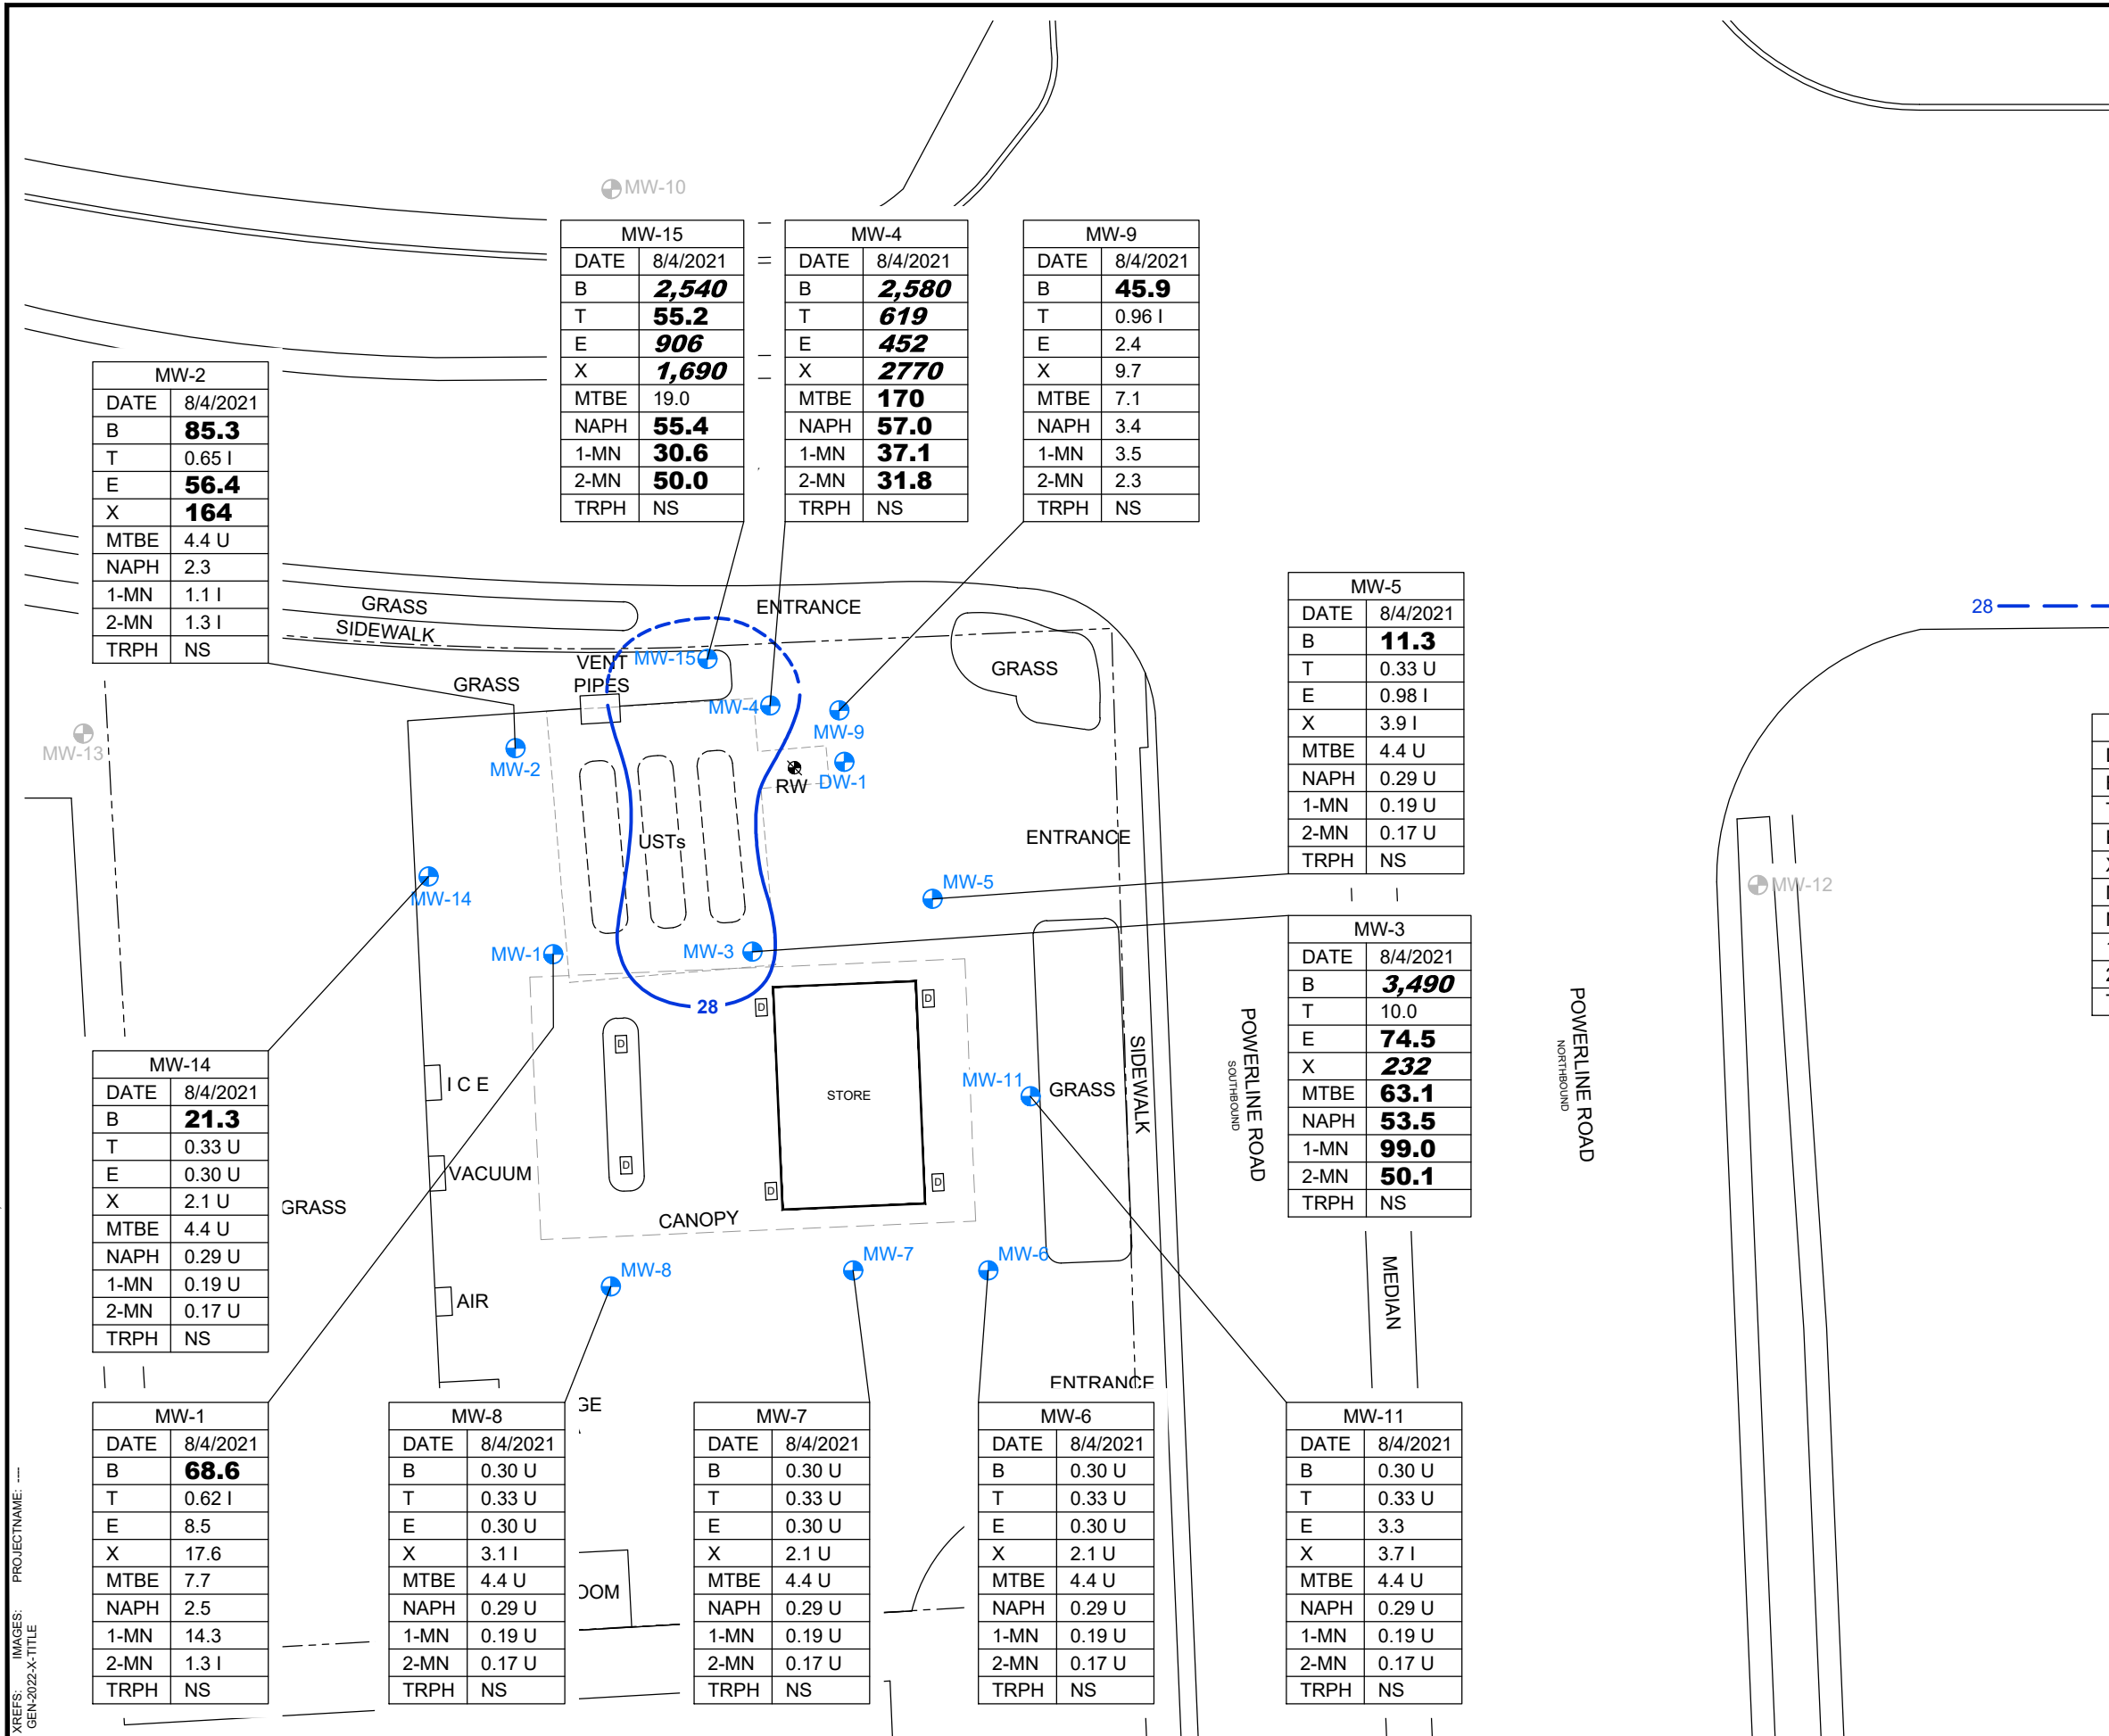 MW-10
MW-15
DATE 8/4/2021
B 2,540
T 55.2
E 906
X 1,690
MTBE 19.0
NAPH 55.4
1-MN 30.6
2-MN 50.0
TRPH NS
MW-4
DATE 8/4/2021
B 2,580
T 619
E 452
X 2770
MTBE 170
NAPH 57.0
1-MN 37.1
2-MN 31.8
TRPH NS
MW-9
DATE 8/4/2021
B 45.9
T 0.96 I
E 2.4
X 9.7
MTBE 7.1
NAPH 3.4
1-MN 3.5
2-MN 2.3
TRPH NS
MW-2
DATE 8/4/2021
B 85.3
T 0.65 I
E 56.4
X 164
MTBE 4.4 U
NAPH 2.3
1-MN 1.1 I
2-MN 1.3 I
TRPH NS
MW-5
DATE 8/4/2021
B 11.3
T 0.33 U
E 0.98 I
X 3.9 I
MTBE 4.4 U
NAPH 0.29 U
1-MN 0.19 U
2-MN 0.17 U
TRPH NS
28
GRASS
SIDEWALK
ENTRANCE
VENT
PIPES
MW-15
GRASS
GRASS
MW-4
MW-9
MW-13
MW-2
RW
DW-1
USTs
ENTRANCE
MW-14
MW-5
MW-12
MW-1
MW-3
28
MW-3
DATE 8/4/2021
B 3,490
T 10.0
E 74.5
X 232
MTBE 63.1
NAPH 53.5
1-MN 99.0
2-MN 50.1
TRPH NS
D
D
D
D
D
D
STORE
MW-11
GRASS
SIDEWALK
POWERLINE ROAD
SOUTHBOUND
POWERLINE ROAD
NORTHBOUND
MW-14
DATE 8/4/2021
B 21.3
T 0.33 U
E 0.30 U
X 2.1 U
MTBE 4.4 U
NAPH 0.29 U
1-MN 0.19 U
2-MN 0.17 U
TRPH NS
I C E
VACUUM
GRASS
CANOPY
MW-8
MW-7
MW-6
AIR
MEDIAN
ENTRANCE
GE
MW-1
DATE 8/4/2021
B 68.6
T 0.62 I
E 8.5
X 17.6
MTBE 7.7
NAPH 2.5
1-MN 14.3
2-MN 1.3 I
TRPH NS
MW-8
DATE 8/4/2021
B 0.30 U
T 0.33 U
E 0.30 U
X 3.1 I
MTBE 4.4 U
NAPH 0.29 U
1-MN 0.19 U
2-MN 0.17 U
TRPH NS
OOM
MW-7
DATE 8/4/2021
B 0.30 U
T 0.33 U
E 0.30 U
X 2.1 U
MTBE 4.4 U
NAPH 0.29 U
1-MN 0.19 U
2-MN 0.17 U
TRPH NS
MW-6
DATE 8/4/2021
B 0.30 U
T 0.33 U
E 0.30 U
X 2.1 U
MTBE 4.4 U
NAPH 0.29 U
1-MN 0.19 U
2-MN 0.17 U
TRPH NS
MW-11
DATE 8/4/2021
B 0.30 U
T 0.33 U
E 3.3
X 3.7 I
MTBE 4.4 U
NAPH 0.29 U
1-MN 0.19 U
2-MN 0.17 U
TRPH NS
XREFS: IMAGES: PROJECTNAME: ----
GEN-2022-X-TITLE